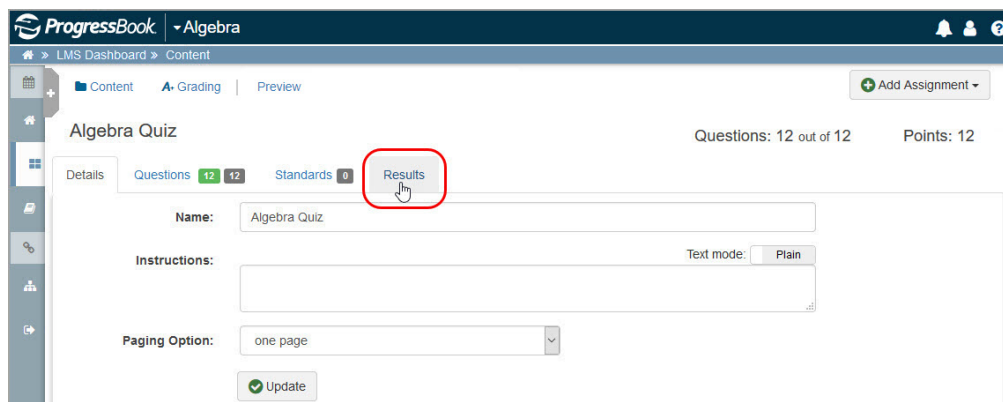 ProgressBook Algebra
» LMS Dashboard » Content
Content A+ Grading Preview Add Assignment
Algebra Quiz Questions: 12 out of 12 Points: 12
Details Questions 12 12 Standards 0 Results
Name: Algebra Quiz
Text mode: Plain
Instructions:
Paging Option: one page
Update